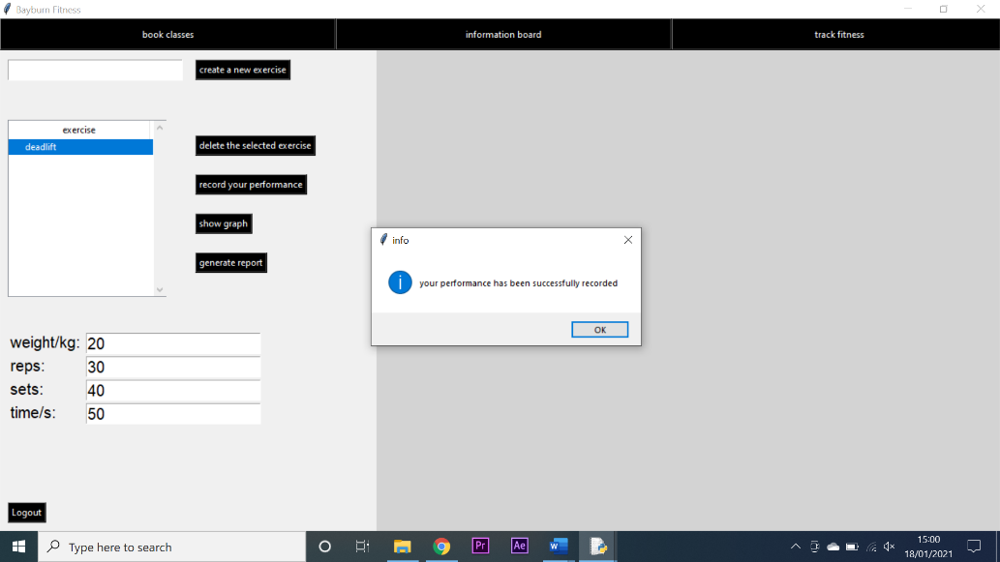 Bayburn Fitness
book classes
information board
track fitness
create a new exercise
exercise
deadlift
delete the selected exercise
record your performance
show graph
generate report
info
i
your performance has been successfully recorded
OK
weight/kg: 20
reps: 30
sets: 40
time/s: 50
Logout
Type here to search
Pr
Ae
W
15:00
18/01/2021